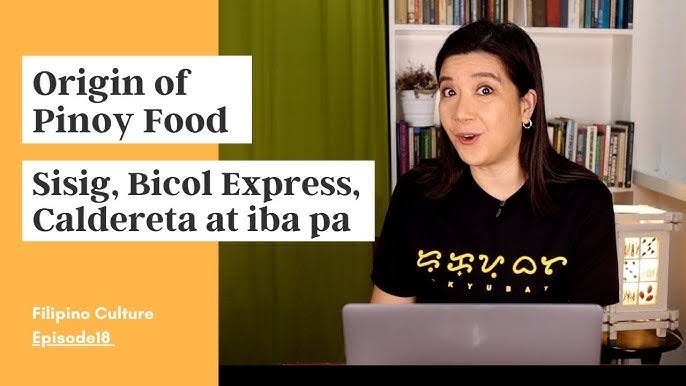 Origin of
Pinoy Food
Sisig, Bicol Express,
Caldereta at iba pa
Filipino Culture
Episode18